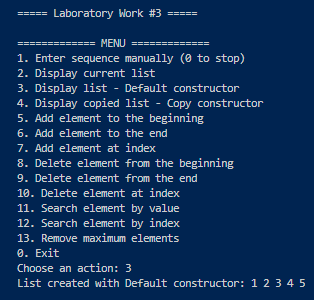 ===== Laboratory Work #3 =====
============= MENU =============
1. Enter sequence manually (0 to stop)
2. Display current list
3. Display list - Default constructor
4. Display copied list - Copy constructor
5. Add element to the beginning
6. Add element to the end
7. Add element at index
8. Delete element from the beginning
9. Delete element from the end
10. Delete element at index
11. Search element by value
12. Search element by index
13. Remove maximum elements
0. Exit
Choose an action: 3
List created with Default constructor: 1 2 3 4 5